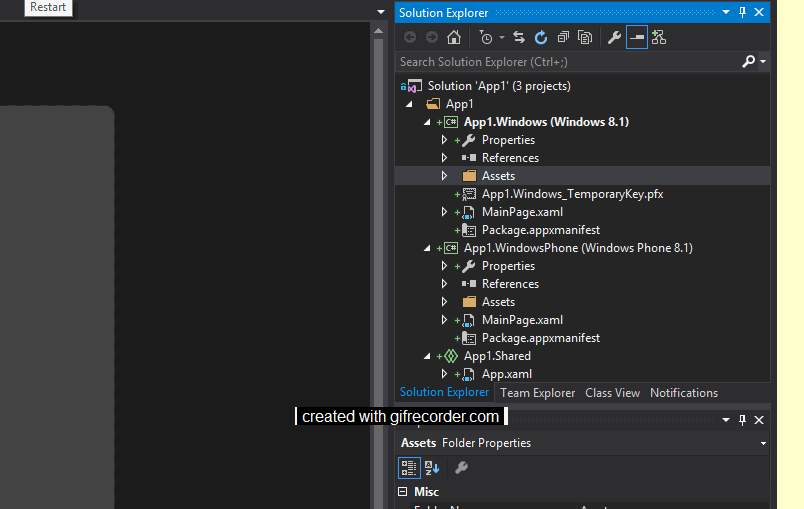 Restart
Solution Explorer
Search Solution Explorer (Ctrl+;)
Solution 'App1' (3 projects)
App1
App1.Windows (Windows 8.1)
Properties
References
Assets
App1.Windows_TemporaryKey.pfx
MainPage.xaml
Package.appxmanifest
App1.WindowsPhone (Windows Phone 8.1)
Properties
References
Assets
MainPage.xaml
Package.appxmanifest
App1.Shared
App.xaml
Solution Explorer Team Explorer Class View Notifications
created with gifrecorder.com
Assets Folder Properties
Misc